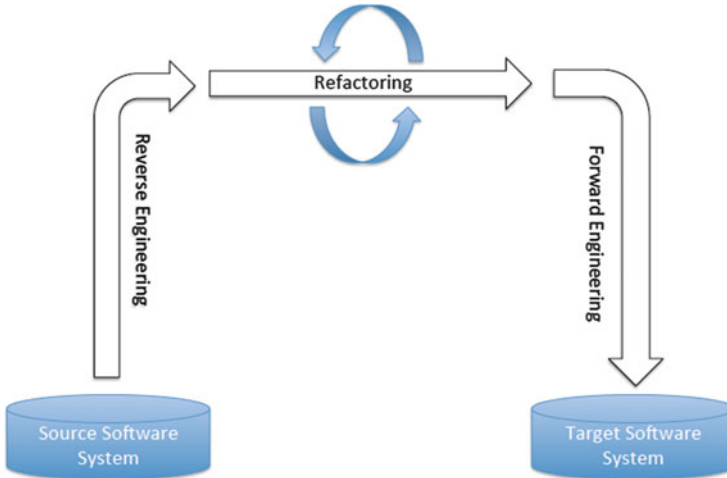 Refactoring
Reverse Engineering
Forward Engineering
Source Software
System
Target Software
System